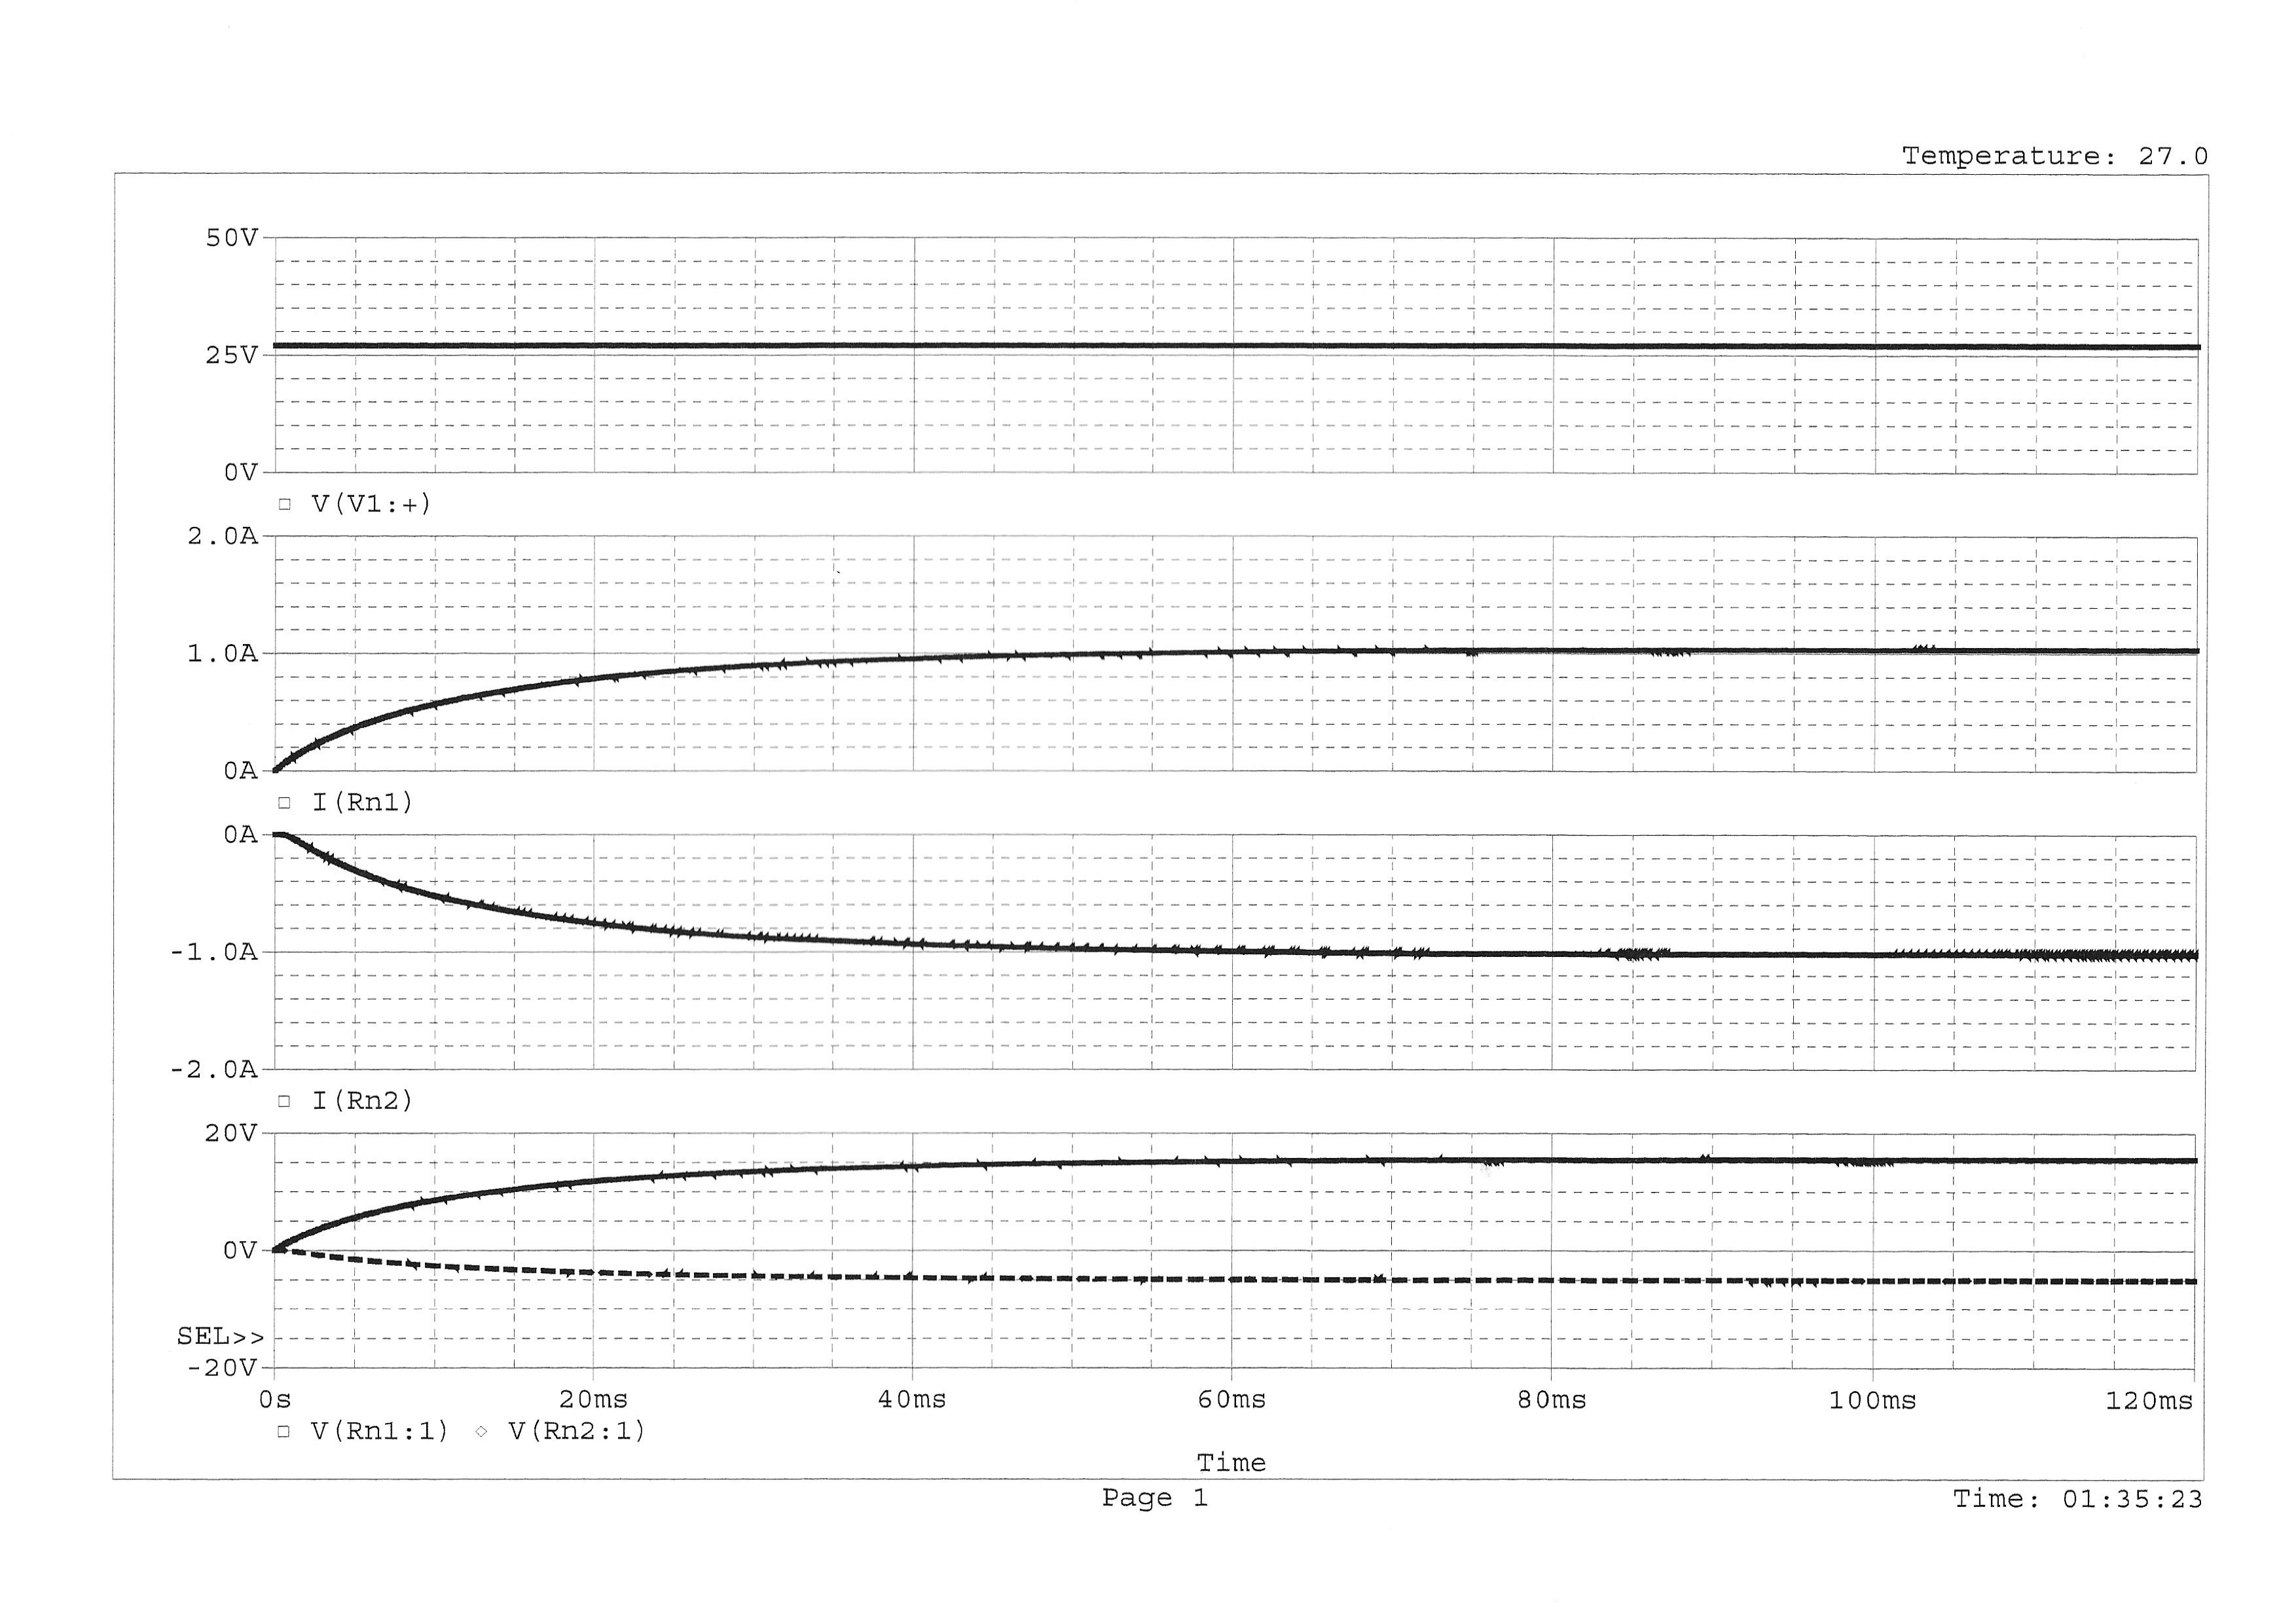 Temperature: 27.0
50V
25V
0V
□ V(V1:+)
2.0A
1.0A
0A
□ I(Rn1)
0A
-1.0A
-2.0A
□ I(Rn2)
20V
0V
SEL>>
-20V
0s 20ms 40ms 60ms 80ms 100ms 120ms
□ V(Rn1:1) ◇ V(Rn2:1)
Time
Page 1
Time: 01:35:23